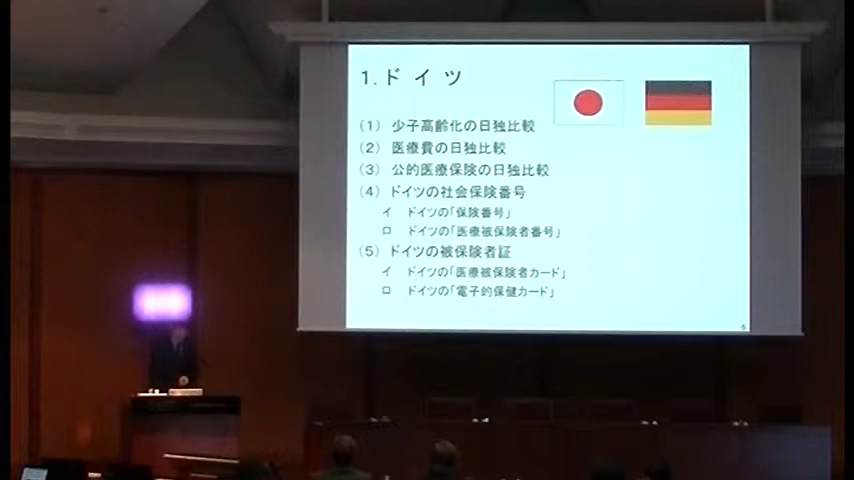 1.ドイツ
(1) 少子高齢化の日独比較
(2) 医療費の日独比較
(3) 公的医療保険の日独比較
(4) ドイツの社会保険番号
イ ドイツの「保険番号」
ロ ドイツの「医療被保険者番号」
(5) ドイツの被保険者証
イ ドイツの「医療被保険者カード」
ロ ドイツの「電子的保健カード」